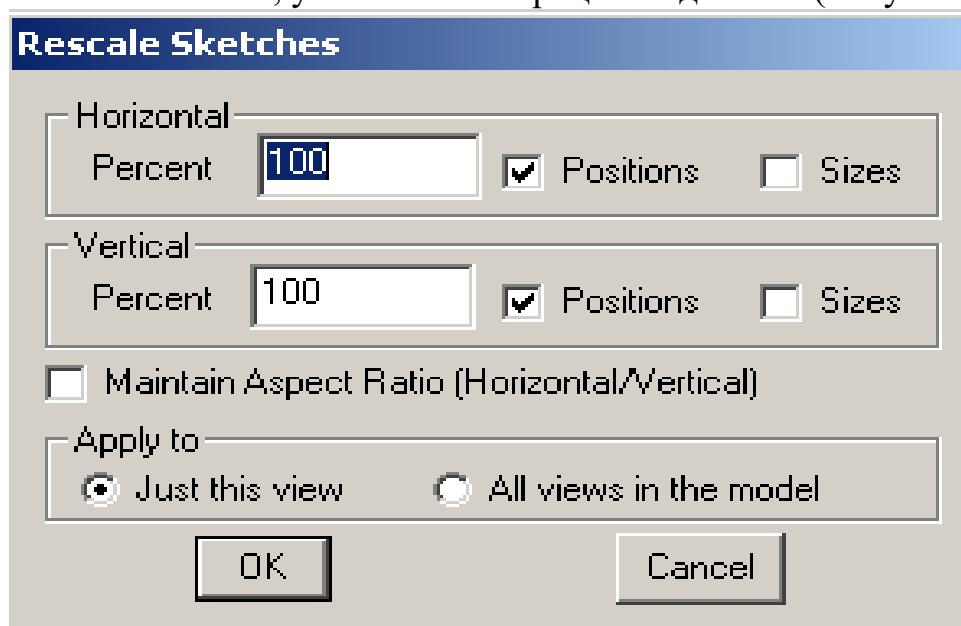 Rescale Sketches
Horizontal
Percent 100 Positions Sizes
Vertical
Percent 100 Positions Sizes
Maintain Aspect Ratio (Horizontal/Vertical)
Apply to
Just this view All views in the model
OK Cancel